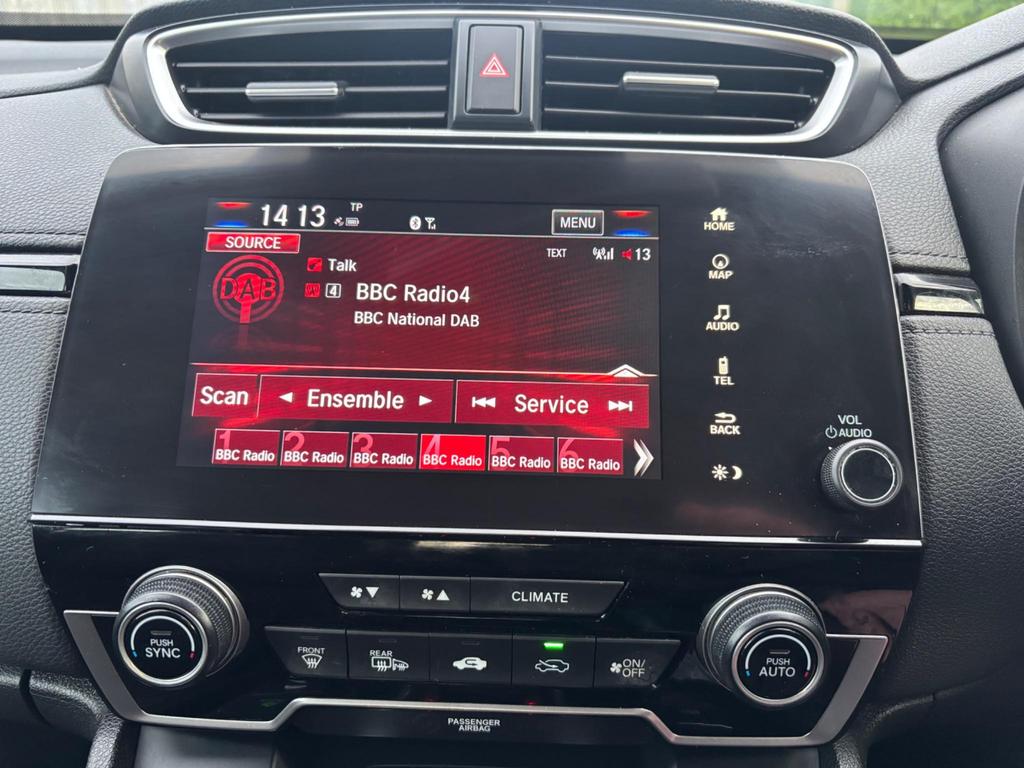 14 13 TP MENU
SOURCE TEXT 13
DAB Talk
4 BBC Radio4
BBC National DAB
Scan Ensemble Service
1 2 3 4 5 6
BBC Radio BBC Radio BBC Radio BBC Radio BBC Radio BBC Radio
HOME
MAP
AUDIO
TEL
BACK
VOL
AUDIO
CLIMATE
PUSH
SYNC
FRONT
REAR
ON/
OFF
PUSH
AUTO
PASSENGER
AIRBAG